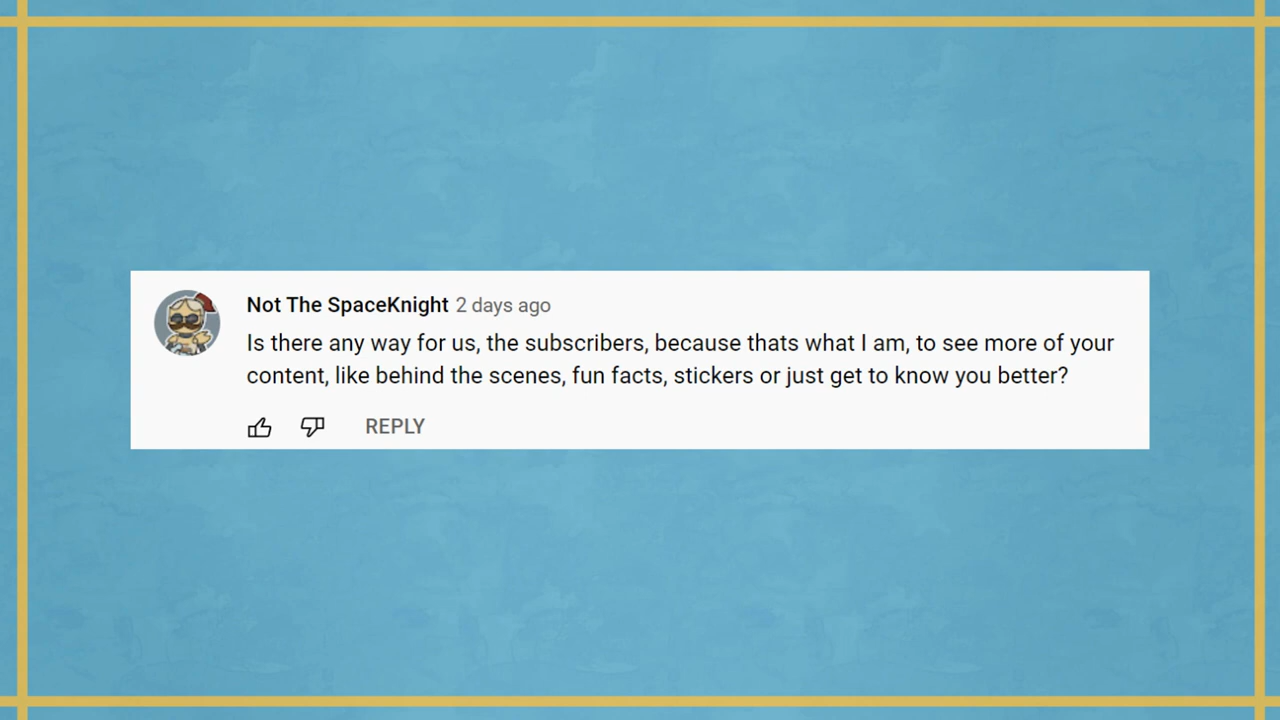 Not The SpaceKnight 2 days ago
Is there any way for us, the subscribers, because thats what I am, to see more of your
content, like behind the scenes, fun facts, stickers or just get to know you better?
REPLY